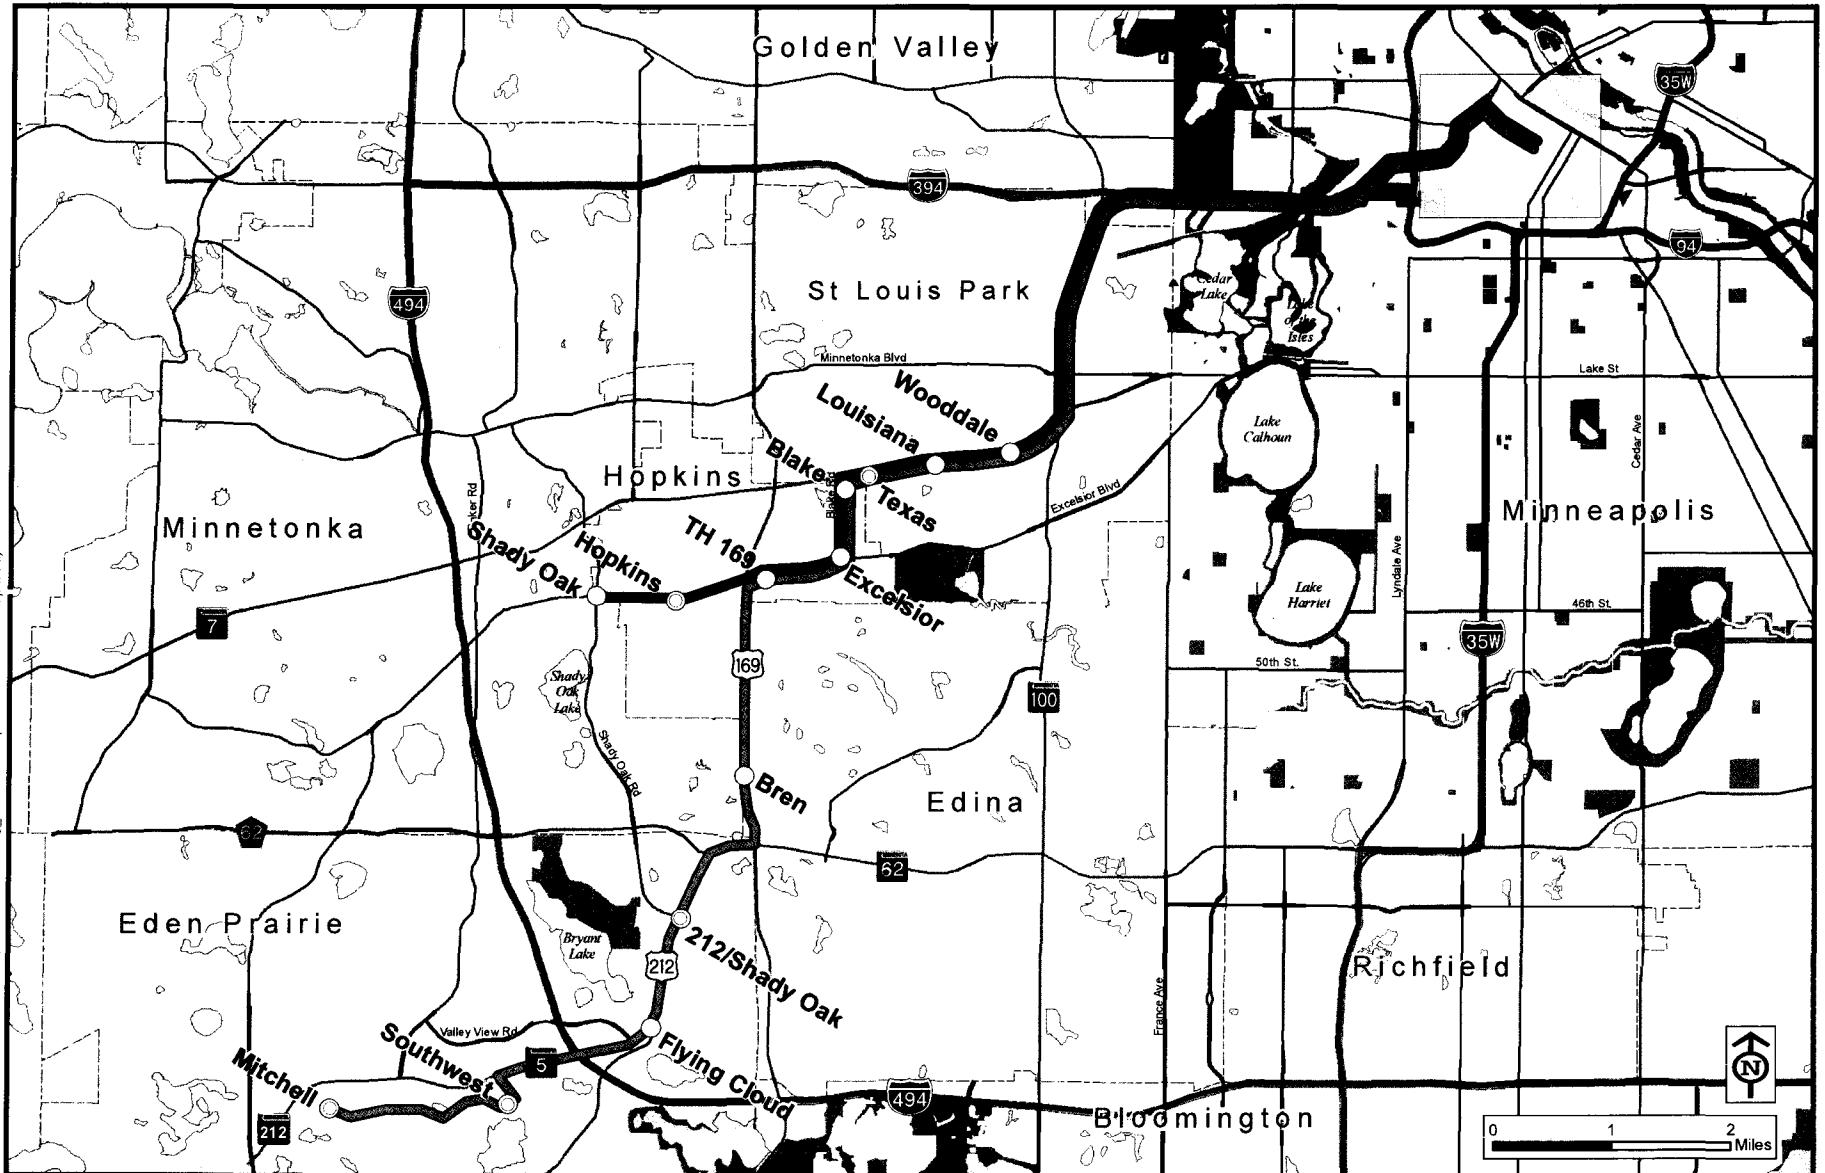 Golden Valley
35W
394
94
494
St Louis Park
Cedar
Lake
Lake
of the
Isles
Minnetonka Blvd
Lake St
Wooddale
Louisiana
Lake
Calhoun
Cedar Ave
Blake
Hopkins
Blake Rd
Texas
Excelsior Blvd
Minneapolis
Minnetonka
Shady Oak
Hopkins
TH 169
Excelsior
Lyndale Ave
Lake
Harriet
46th St.
7
35W
169
50th St.
Shady
Oak
Lake
100
Shady Oak Rd
Bren
Edina
62
62
Eden Prairie
Bryant
Lake
212/Shady Oak
212
Richfield
France Ave
Valley View Rd
Southwest
5
Flying Cloud
Mitchell
212
494
Bloomington
N
0 1 2
Miles